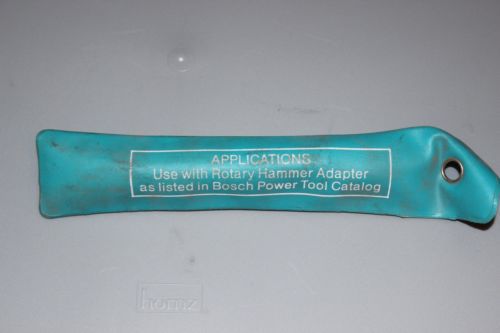 APPLICATIONS
Use with Rotary Hammer Adapter
as listed in Bosch Power Tool Catalog
homz